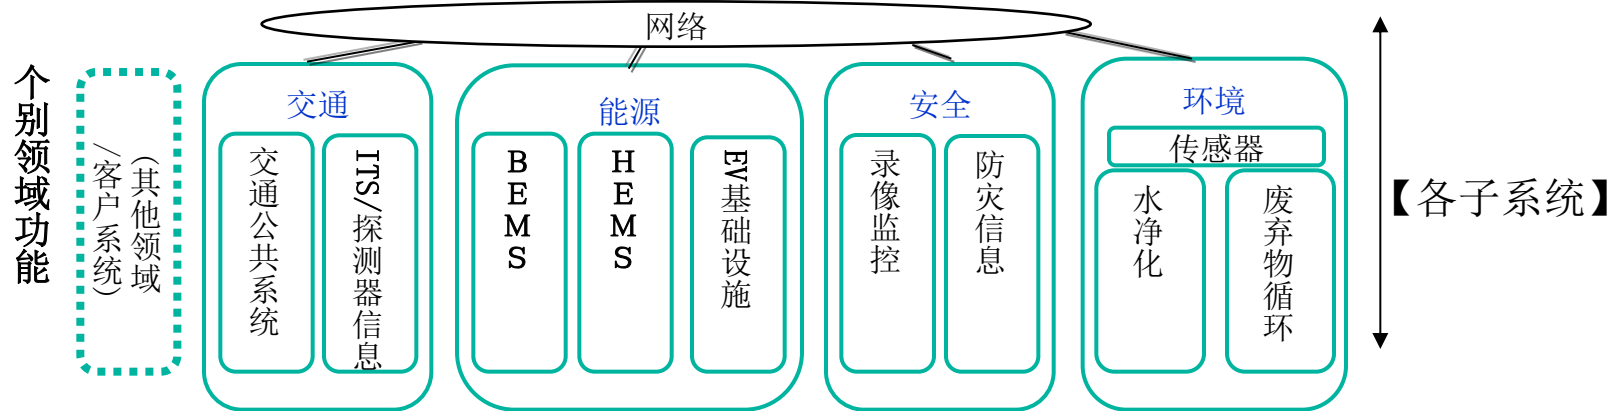 网络
个别领域功能
(其他领域
/客户系统)
交通
交通公共系统
ITS/探测器信息
能源
BEMS
HEMS
EV基础设施
安全
录像监控
防灾信息
环境
传感器
水净化
废弃物循环
【各子系统】